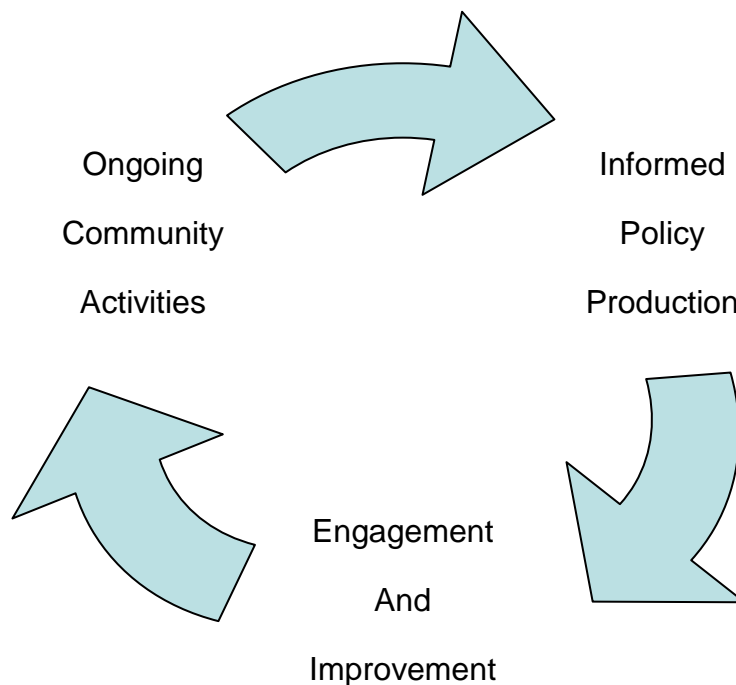 Ongoing
Community
Activities
Informed
Policy
Production
Engagement
And
Improvement